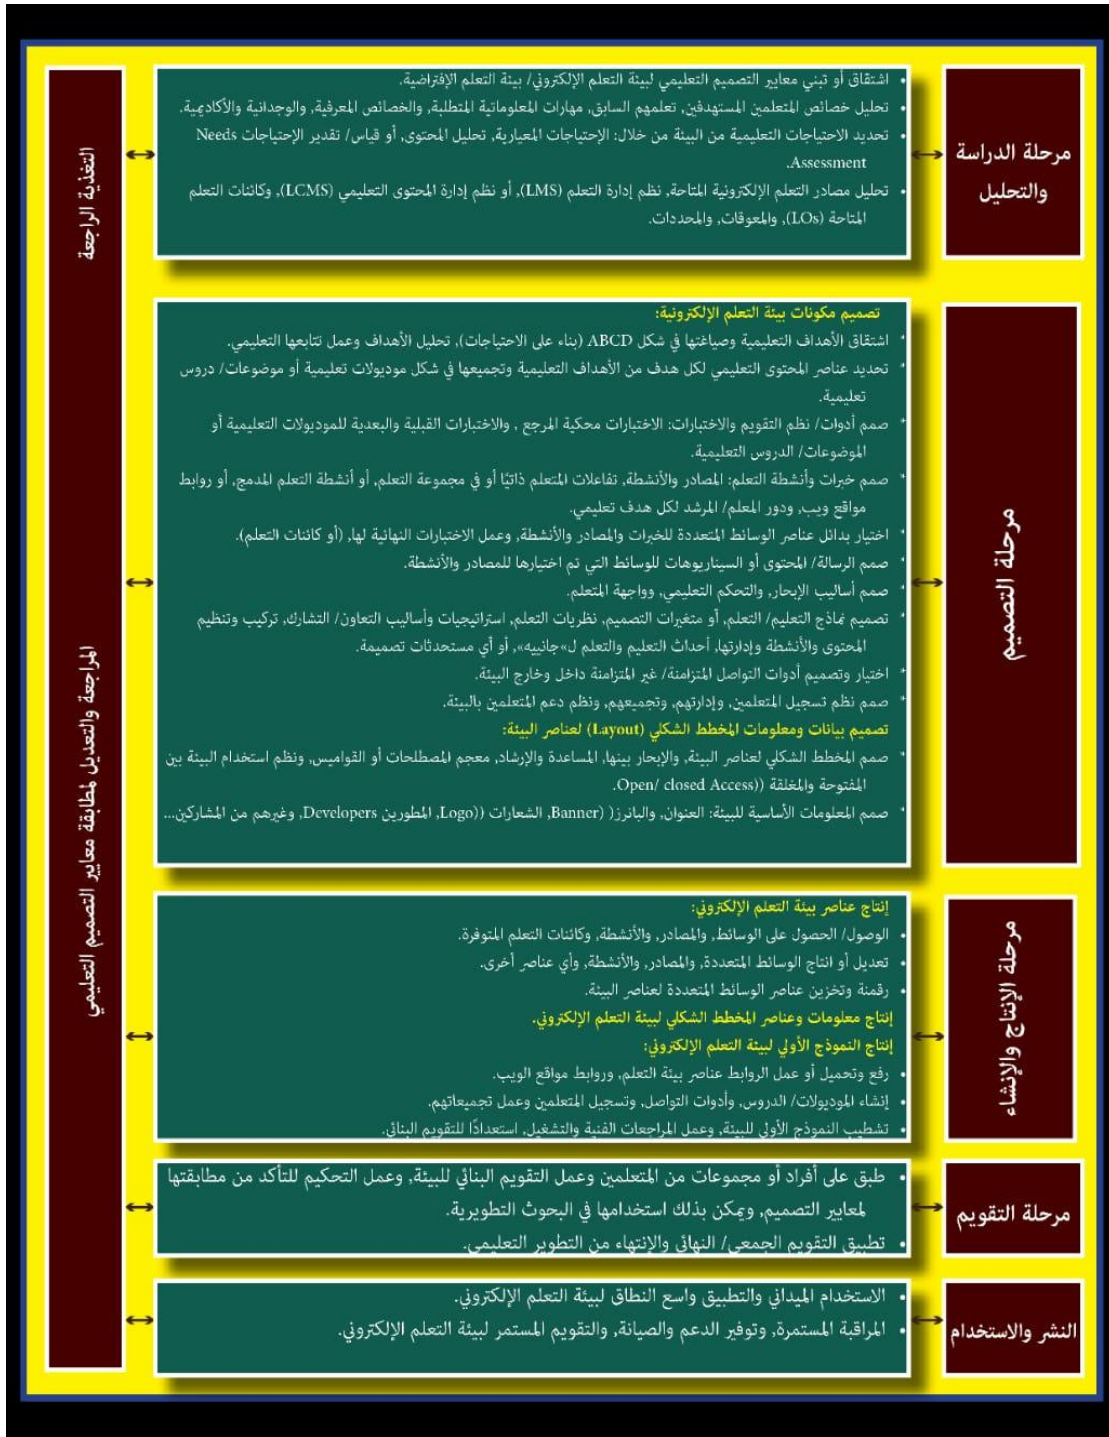 مرحلة الدراسة
والتحليل
• اشتقاق أو تبني معايير التصميم التعليمي لبيئة التعلم الإلكتروني/ بيئة التعلم الإفتراضية.
• تحليل خصائص المتعلمين المستهدفين, تعلمهم السابق, مهارات المعلوماتية المتطلبة, والخصائص المعرفية, والوجدانية والأكاديمية.
• تحديد الاحتياجات التعليمية من البيئة من خلال: الإحتياجات المعيارية, تحليل المحتوى, أو قياس/ تقدير الإحتياجات Needs
Assessment.
• تحليل مصادر التعلم الإلكترونية المتاحة, نظم إدارة التعلم (LMS), أو نظم إدارة المحتوى التعليمي (LCMS), وكائنات التعلم
المتاحة (LOs), والمعوقات, والمحددات.
مرحلة التصميم
تصميم مكونات بيئة التعلم الإلكترونية:
* اشتقاق الأهداف التعليمية وصياغتها في شكل ABCD (بناء على الاحتياجات), تحليل الأهداف وعمل تتابعها التعليمي.
* تحديد عناصر المحتوى التعليمي لكل هدف من الأهداف التعليمية وتجميعها في شكل موديولات تعليمية أو موضوعات/ دروس
تعليمية.
* صمم أدوات/ نظم التقويم والاختبارات: الاختبارات محكية المرجع , والاختبارات القبلية والبعدية للموديولات التعليمية أو
الموضوعات/ الدروس التعليمية.
* صمم خبرات وأنشطة التعلم: المصادر والأنشطة, تفاعلات المتعلم ذاتيًا أو في مجموعة التعلم, أو أنشطة التعلم المدمج, أو روابط
مواقع ويب, ودور المعلم/ المرشد لكل هدف تعليمي.
* اختيار بدائل عناصر الوسائط المتعددة للخبرات والمصادر والأنشطة, وعمل الاختبارات النهائية لها, (أو كائنات التعلم).
* صمم الرسالة/ المحتوى أو السيناريوهات للوسائط التي تم اختيارها للمصادر والأنشطة.
* صمم أساليب الإبحار, والتحكم التعليمي, وواجهة المتعلم.
* تصميم نماذج التعليم/ التعلم, أو متغيرات التصميم, نظريات التعلم, استراتيجيات وأساليب التعاون/ التشارك, تركيب وتنظيم
المحتوى والأنشطة وإدارتها, أحداث التعليم والتعلم ل»جانييه», أو أي مستحدثات تصميمة.
* اختيار وتصميم أدوات التواصل المتزامنة/ غير المتزامنة داخل وخارج البيئة.
* صمم نظم تسجيل المتعلمين, وإدارتهم, وتجميعهم, ونظم دعم المتعلمين بالبيئة.
تصميم بيانات ومعلومات المخطط الشكلي (Layout) لعناصر البيئة:
* صمم المخطط الشكلي لعناصر البيئة, والإبحار بينها, المساعدة والإرشاد, معجم المصطلحات أو القواميس, ونظم استخدام البيئة بين
المفتوحة والمغلقة ((Open/ closed Access.
* صمم المعلومات الأساسية للبيئة: العنوان, والبانرز( (Banner, الشعارات ((Logo, المطورين Developers, وغيرهم من المشاركين...
مرحلة الإنتاج والإنشاء
إنتاج عناصر بيئة التعلم الإلكتروني:
• الوصول/ الحصول على الوسائط, والمصادر, والأنشطة, وكائنات التعلم المتوفرة.
• تعديل أو انتاج الوسائط المتعددة, والمصادر, والأنشطة, وأي عناصر أخرى.
• رقمنة وتخزين عناصر الوسائط المتعددة لعناصر البيئة.
إنتاج معلومات وعناصر المخطط الشكلي لبيئة التعلم الإلكتروني.
إنتاج النموذج الأولي لبيئة التعلم الإلكتروني:
• رفع وتحميل أو عمل الروابط عناصر بيئة التعلم, وروابط مواقع الويب.
• إنشاء الموديولات/ الدروس, وأدوات التواصل, وتسجيل المتعلمين وعمل تجميعاتهم.
• تشطيب النموذج الأولي للبيئة, وعمل المراجعات الفنية والتشغيل, استعدادًا للتقويم البنائي.
مرحلة التقويم
• طبق على أفراد أو مجموعات من المتعلمين وعمل التقويم البنائي للبيئة, وعمل التحكيم للتأكد من مطابقتها
لمعايير التصميم, ويمكن بذلك استخدامها في البحوث التطويرية.
• تطبيق التقويم الجمعي/ النهائي والإنتهاء من التطوير التعليمي.
النشر والاستخدام
• الاستخدام الميداني والتطبيق واسع النطاق لبيئة التعلم الإلكتروني.
• المراقبة المستمرة, وتوفير الدعم والصيانة, والتقويم المستمر لبيئة التعلم الإلكتروني.
التغذية الراجعة
المراجعة والتعديل لمطابقة معايير التصميم التعليمي